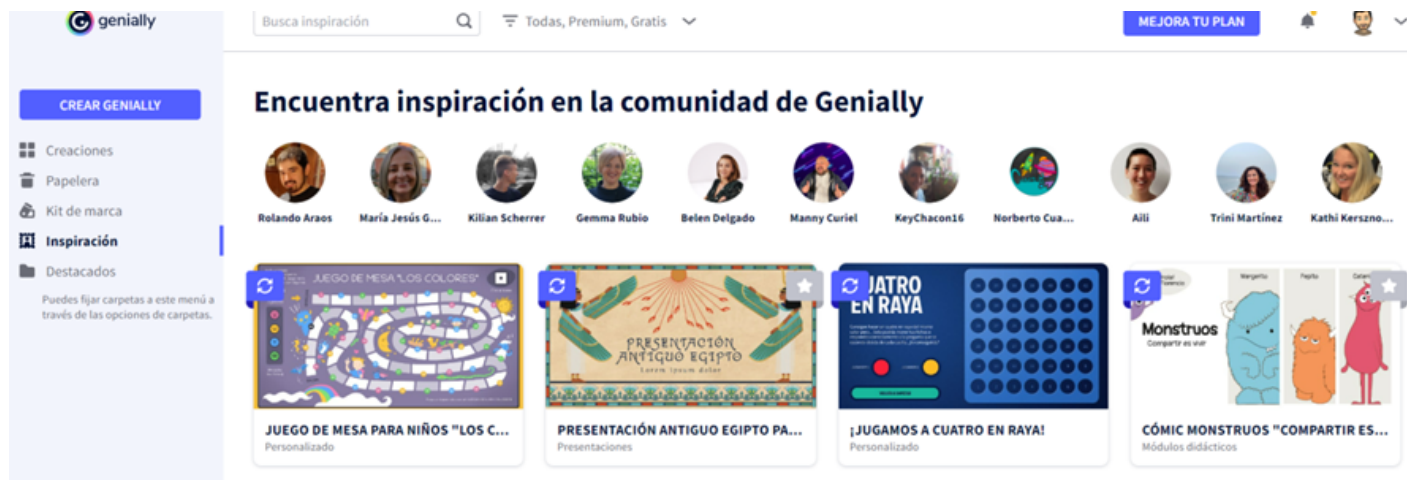 genially
Busca inspiración
Todas, Premium, Gratis
MEJORA TU PLAN
CREAR GENIALLY
Creaciones
Papelera
Kit de marca
Inspiración
Destacados
Puedes fijar carpetas a este menú a
través de las opciones de carpetas.
Encuentra inspiración en la comunidad de Genially
Rolando Araos
María Jesús G...
Kilian Scherrer
Gemma Rubio
Belen Delgado
Manny Curiel
KeyChacon16
Norberto Cua...
Aili
Trini Martínez
Kathi Kerszno...
JUEGO DE MESA "LOS COLORES"
JUEGO DE MESA PARA NIÑOS "LOS C...
Personalizado
PRESENTACIÓN
ANTIGUO EGIPTO
Lorem ipsum dolor
PRESENTACIÓN ANTIGUO EGIPTO PA...
Presentaciones
EN RAYA
¡JUGAMOS A CUATRO EN RAYA!
Personalizado
Monstruos
Compartir es vivir
Margarito
Pepito
CÓMIC MONSTRUOS "COMPARTIR ES...
Módulos didácticos